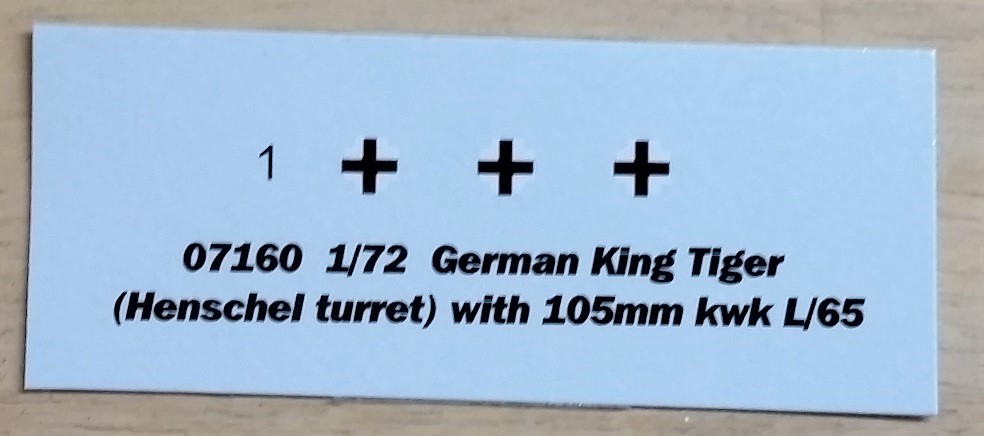 1
07160 1/72 German King Tiger
(Henschel turret) with 105mm kwk L/65